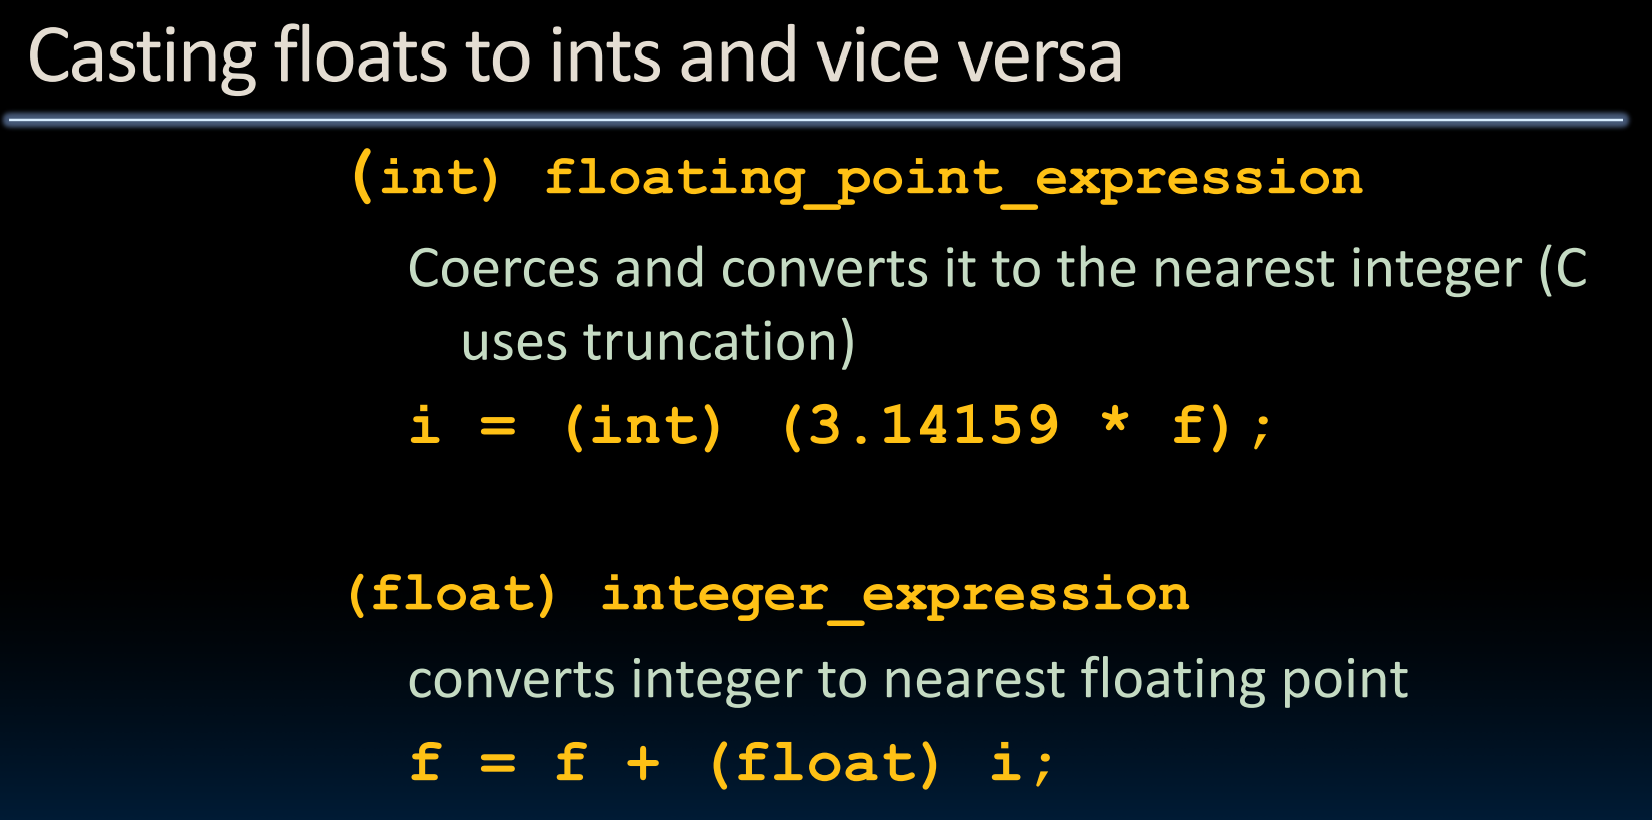 Casting floats to ints and vice versa
(int) floating_point_expression
Coerces and converts it to the nearest integer (C
uses truncation)
i = (int) (3.14159 * f);
(float) integer_expression
converts integer to nearest floating point
f = f + (float) i;